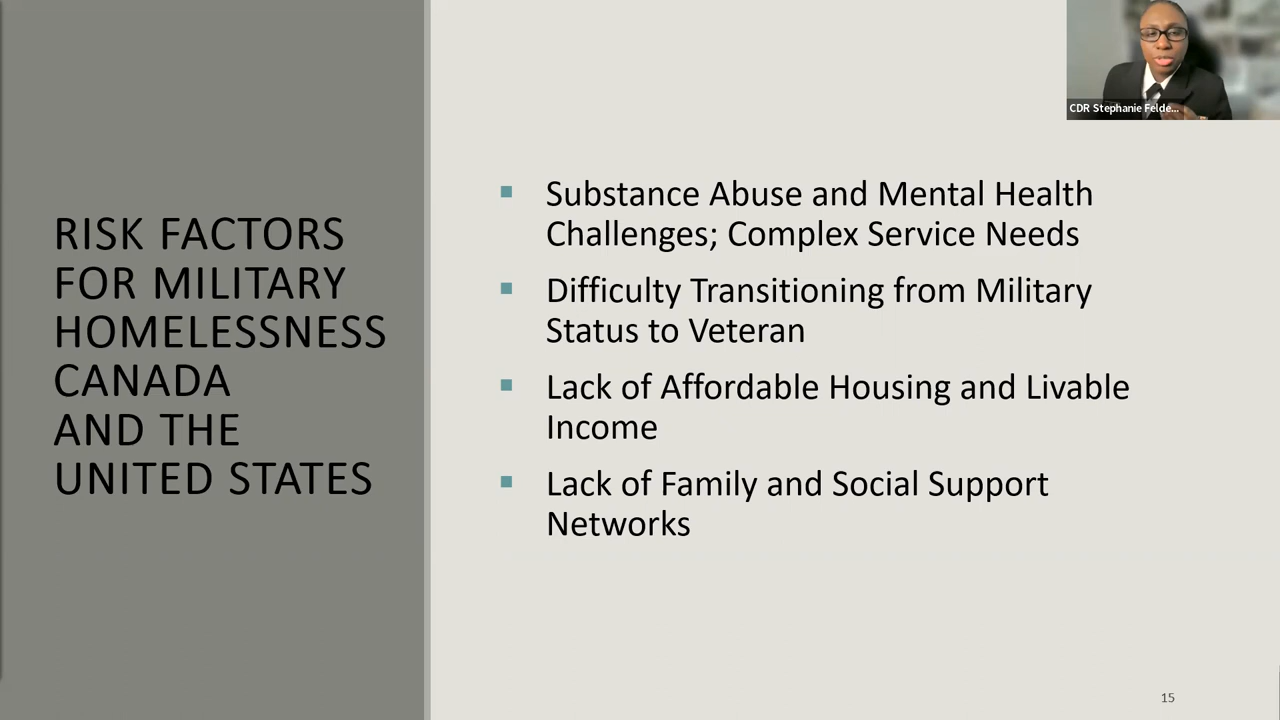 CDR Stephanie Felde...
RISK FACTORS
FOR MILITARY
HOMELESSNESS
CANADA
AND THE
UNITED STATES
Substance Abuse and Mental Health
Challenges; Complex Service Needs
Difficulty Transitioning from Military
Status to Veteran
Lack of Affordable Housing and Livable
Income
Lack of Family and Social Support
Networks
15